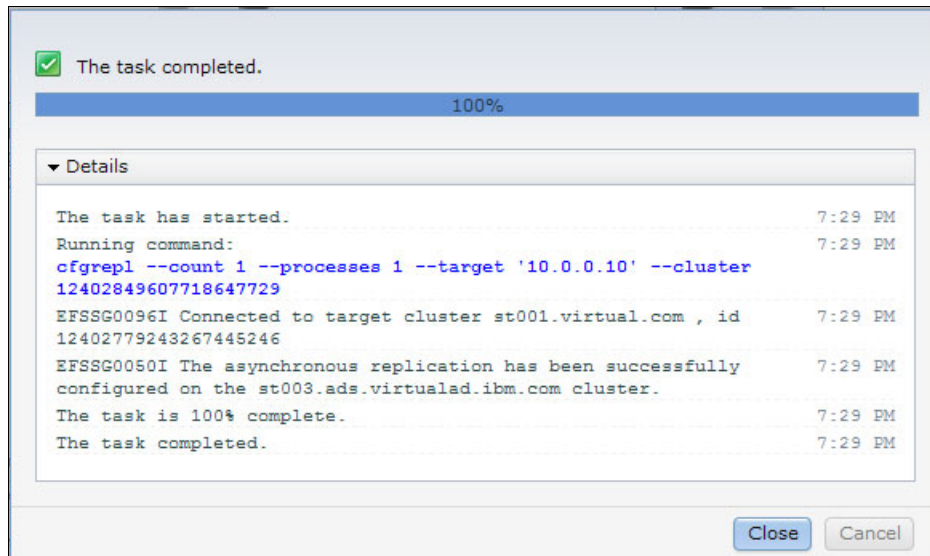 The task completed.
100%
Details
The task has started. 7:29 PM
Running command: 7:29 PM
cfgrepl --count 1 --processes 1 --target '10.0.0.10' --cluster
12402849607718647729
EFSSG0096I Connected to target cluster st001.virtual.com , id 7:29 PM
12402779243267445246
EFSSG0050I The asynchronous replication has been successfully 7:29 PM
configured on the st003.ads.virtualad.ibm.com cluster.
The task is 100% complete. 7:29 PM
The task completed. 7:29 PM
Close Cancel